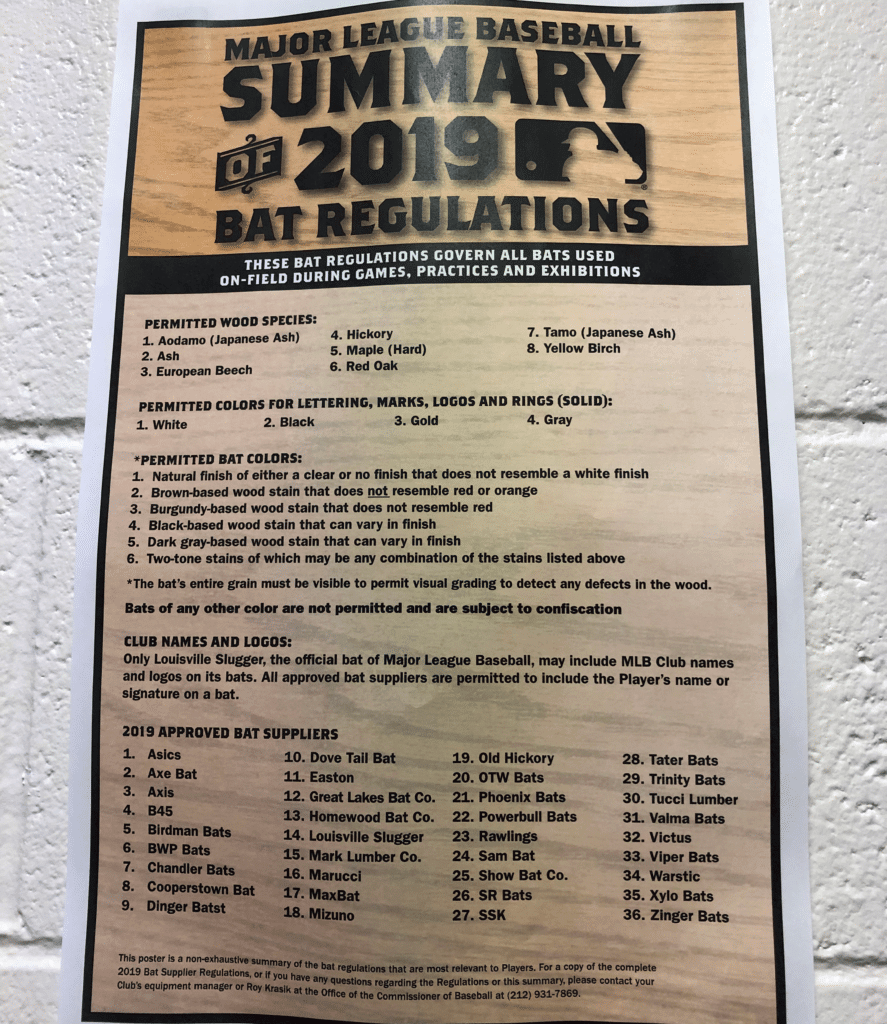 MAJOR LEAGUE BASEBALL
SUMMARY
OF 2019
BAT REGULATIONS
THESE BAT REGULATIONS GOVERN ALL BATS USED
ON-FIELD DURING GAMES, PRACTICES AND EXHIBITIONS
PERMITTED WOOD SPECIES:
1. Aodamo (Japanese Ash)
2. Ash
3. European Beech
4. Hickory
5. Maple (Hard)
6. Red Oak
7. Tamo (Japanese Ash)
8. Yellow Birch
PERMITTED COLORS FOR LETTERING, MARKS, LOGOS AND RINGS (SOLID):
1. White 2. Black 3. Gold 4. Gray
*PERMITTED BAT COLORS:
1. Natural finish of either a clear or no finish that does not resemble a white finish
2. Brown-based wood stain that does not resemble red or orange
3. Burgundy-based wood stain that does not resemble red
4. Black-based wood stain that can vary in finish
5. Dark gray-based wood stain that can vary in finish
6. Two-tone stains of which may be any combination of the stains listed above
*The bat's entire grain must be visible to permit visual grading to detect any defects in the wood.
Bats of any other color are not permitted and are subject to confiscation
CLUB NAMES AND LOGOS:
Only Louisville Slugger, the official bat of Major League Baseball, may include MLB Club names
and logos on its bats. All approved bat suppliers are permitted to include the Player's name or
signature on a bat.
2019 APPROVED BAT SUPPLIERS
1. Asics
2. Axe Bat
3. Axis
4. B45
5. Birdman Bats
6. BWP Bats
7. Chandler Bats
8. Cooperstown Bat
9. Dinger Batst
10. Dove Tail Bat
11. Easton
12. Great Lakes Bat Co.
13. Homewood Bat Co.
14. Louisville Slugger
15. Mark Lumber Co.
16. Marucci
17. MaxBat
18. Mizuno
19. Old Hickory
20. OTW Bats
21. Phoenix Bats
22. Powerbull Bats
23. Rawlings
24. Sam Bat
25. Show Bat Co.
26. SR Bats
27. SSK
28. Tater Bats
29. Trinity Bats
30. Tucci Lumber
31. Valma Bats
32. Victus
33. Viper Bats
34. Warstic
35. Xylo Bats
36. Zinger Bats
This poster is a non-exhaustive summary of the bat regulations that are most relevant to Players. For a copy of the complete
2019 Bat Supplier Regulations, or if you have any questions regarding the Regulations or this summary, please contact your
Club's equipment manager or Roy Krasik at the Office of the Commissioner of Baseball at (212) 931-7869.